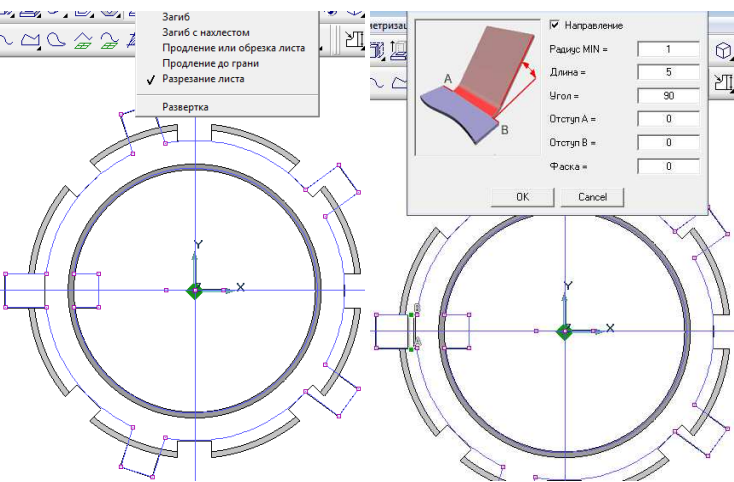 Загиб
Загиб с нахлестом
Продление или обрезка листа
Продление до грани
Разрезание листа
Развертка
Y
X
Направление
Радиус MIN =
1
Длина =
5
Угол =
90
Отступ A =
0
Отступ B =
0
Фаска =
0
A
B
OK
Cancel
Y
X